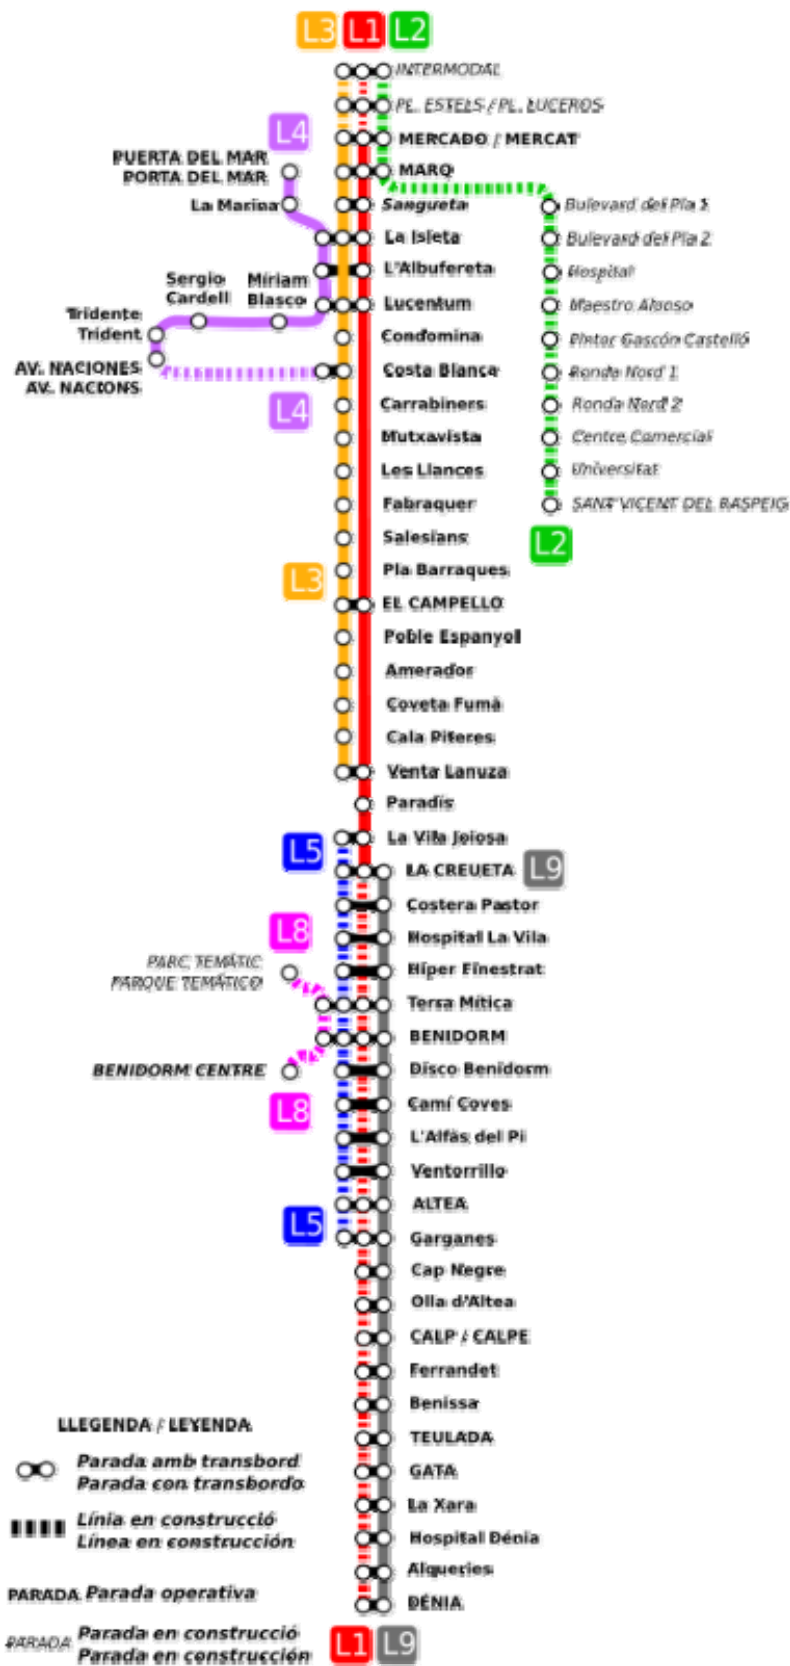 L3 L1 L2
INTERMODAL
PL. ESTELS / PL. LUCEROS
L4
MERCADO / MERCAT
PUERTA DEL MAR
PORTA DEL MAR
MARQ
La Marina
Sangueta
Bulevard del Pla 1
La Isleta
Bulevard del Pla 2
L'Albufereta
Hospital
Sergio
Cardell
Míriam
Blasco
Lucentum
Maestro Alonso
Tridente
Trident
Condomina
Pintor Gascón Castelló
AV. NACIONES
AV. NACIONS
Costa Blanca
Ronda Nord 1
L4
Carrabiners
Ronda Nord 2
Mutxavista
Centre Comercial
Les Llances
Universitat
Fabraquer
SANT VICENT DEL RASPEIG
Salesians
L2
L3
Pla Barraques
EL CAMPELLO
Poble Espanyol
Amerador
Coveta Fumà
Cala Piteres
Venta Lanuza
Paradís
L5
La Vila Joiosa
LA CREUETA L9
Costera Pastor
L8
Hospital La Vila
PARC TEMÀTIC
PARQUE TEMÁTICO
Híper Finestrat
Terra Mítica
BENIDORM
BENIDORM CENTRE
Disco Benidorm
L8
Camí Coves
L'Alfàs del Pi
Ventorrillo
L5
ALTEA
Garganes
Cap Negre
Olla d'Altea
CALP / CALPE
Ferrandet
Benissa
TEULADA
GATA
La Xara
Hospital Dénia
Alqueries
DÉNIA
L1 L9
LLEGENDA / LEYENDA
Parada amb transbord
Parada con transbordo
Línia en construcció
Línea en construcción
PARADA Parada operativa
PARADA Parada en construcció
Parada en construcción